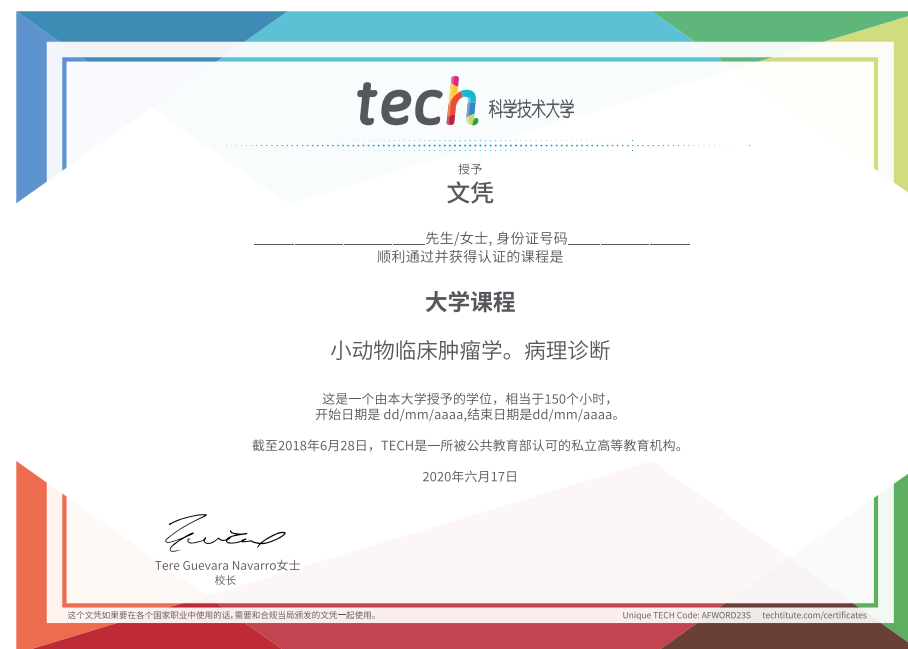 tech 科学技术大学
授予
文凭
____________________先生/女士, 身份证号码______________
顺利通过并获得认证的课程是
大学课程
小动物临床肿瘤学。病理诊断
这是一个由本大学授予的学位，相当于150个小时，
开始日期是 dd/mm/aaaa,结束日期是dd/mm/aaaa。
截至2018年6月28日，TECH是一所被公共教育部认可的私立高等教育机构。
2020年六月17日
Tere Guevara Navarro女士
校长
这个文凭如果要在各个国家职业中使用的话,需要和合规当局颁发的文凭一起使用。
Unique TECH Code: AFWORD23S techtitute.com/certificates